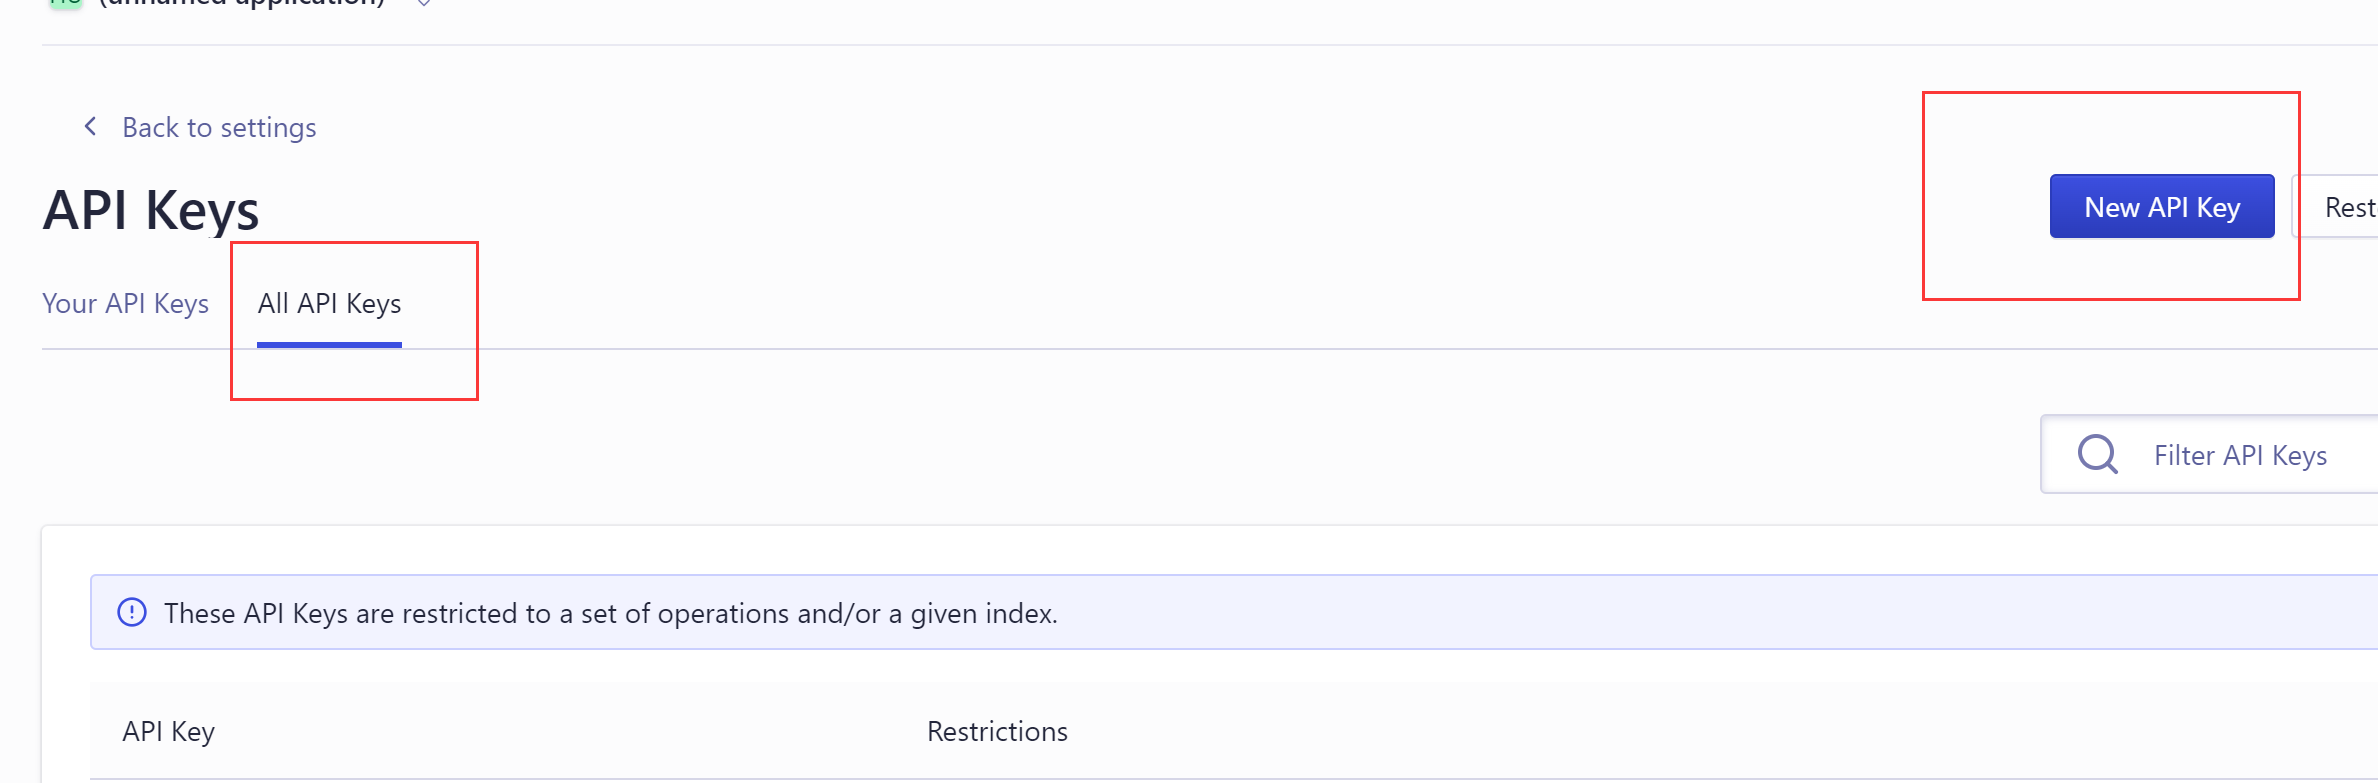 (unnamed application)
Back to settings
API Keys
New API Key
Rest
Your API Keys
All API Keys
Filter API Keys
These API Keys are restricted to a set of operations and/or a given index.
API Key
Restrictions